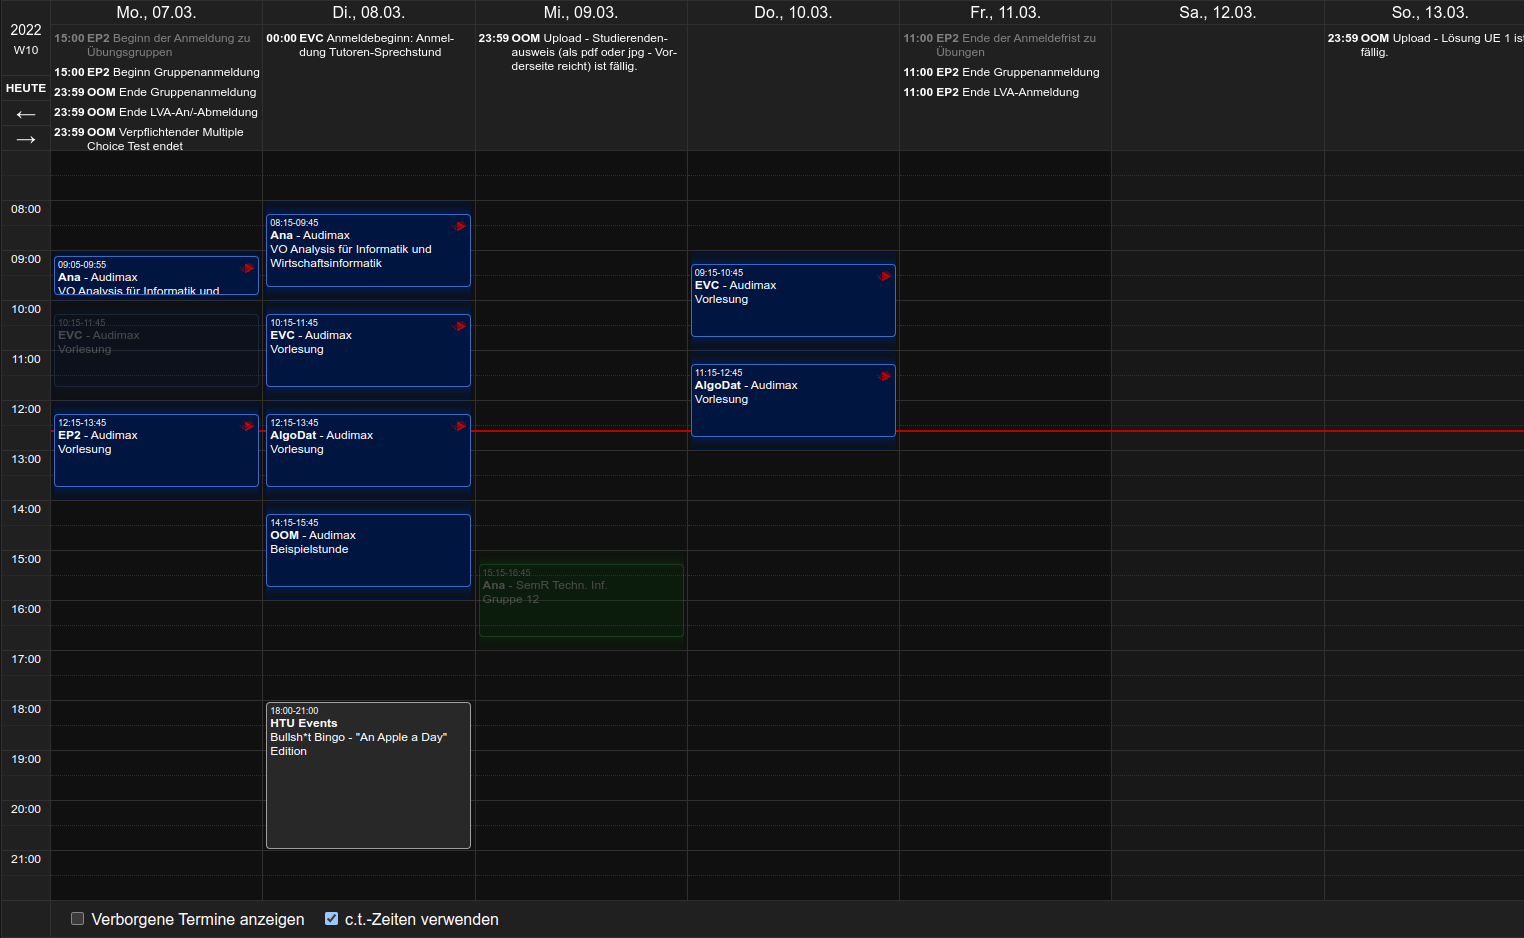 2022
W10
HEUTE
←
→
Mo., 07.03.
Di., 08.03.
Mi., 09.03.
Do., 10.03.
Fr., 11.03.
Sa., 12.03.
So., 13.03.
15:00 EP2 Beginn der Anmeldung zu
Übungsgruppen
15:00 EP2 Beginn Gruppenanmeldung
23:59 OOM Ende Gruppenanmeldung
23:59 OOM Ende LVA-An/-Abmeldung
23:59 OOM Verpflichtender Multiple
Choice Test endet
00:00 EVC Anmeldebeginn: Anmel-
dung Tutoren-Sprechstund
23:59 OOM Upload - Studierenden-
ausweis (als pdf oder jpg - Vor-
derseite reicht) ist fällig.
11:00 EP2 Ende der Anmeldefrist zu
Übungen
11:00 EP2 Ende Gruppenanmeldung
11:00 EP2 Ende LVA-Anmeldung
23:59 OOM Upload - Lösung UE 1 ist
fällig.
08:00
09:00
10:00
11:00
12:00
13:00
14:00
15:00
16:00
17:00
18:00
19:00
20:00
21:00
09:05-09:55
Ana - Audimax
VO Analysis für Informatik und
10:15-11:45
EVC - Audimax
Vorlesung
12:15-13:45
EP2 - Audimax
Vorlesung
08:15-09:45
Ana - Audimax
VO Analysis für Informatik und
Wirtschaftsinformatik
10:15-11:45
EVC - Audimax
Vorlesung
12:15-13:45
AlgoDat - Audimax
Vorlesung
14:15-15:45
OOM - Audimax
Beispielstunde
18:00-21:00
HTU Events
Bullsh*t Bingo - "An Apple a Day"
Edition
15:15-16:45
Ana - SemR Techn. Inf.
Gruppe 12
09:15-10:45
EVC - Audimax
Vorlesung
11:15-12:45
AlgoDat - Audimax
Vorlesung
Verborgene Termine anzeigen
c.t.-Zeiten verwenden